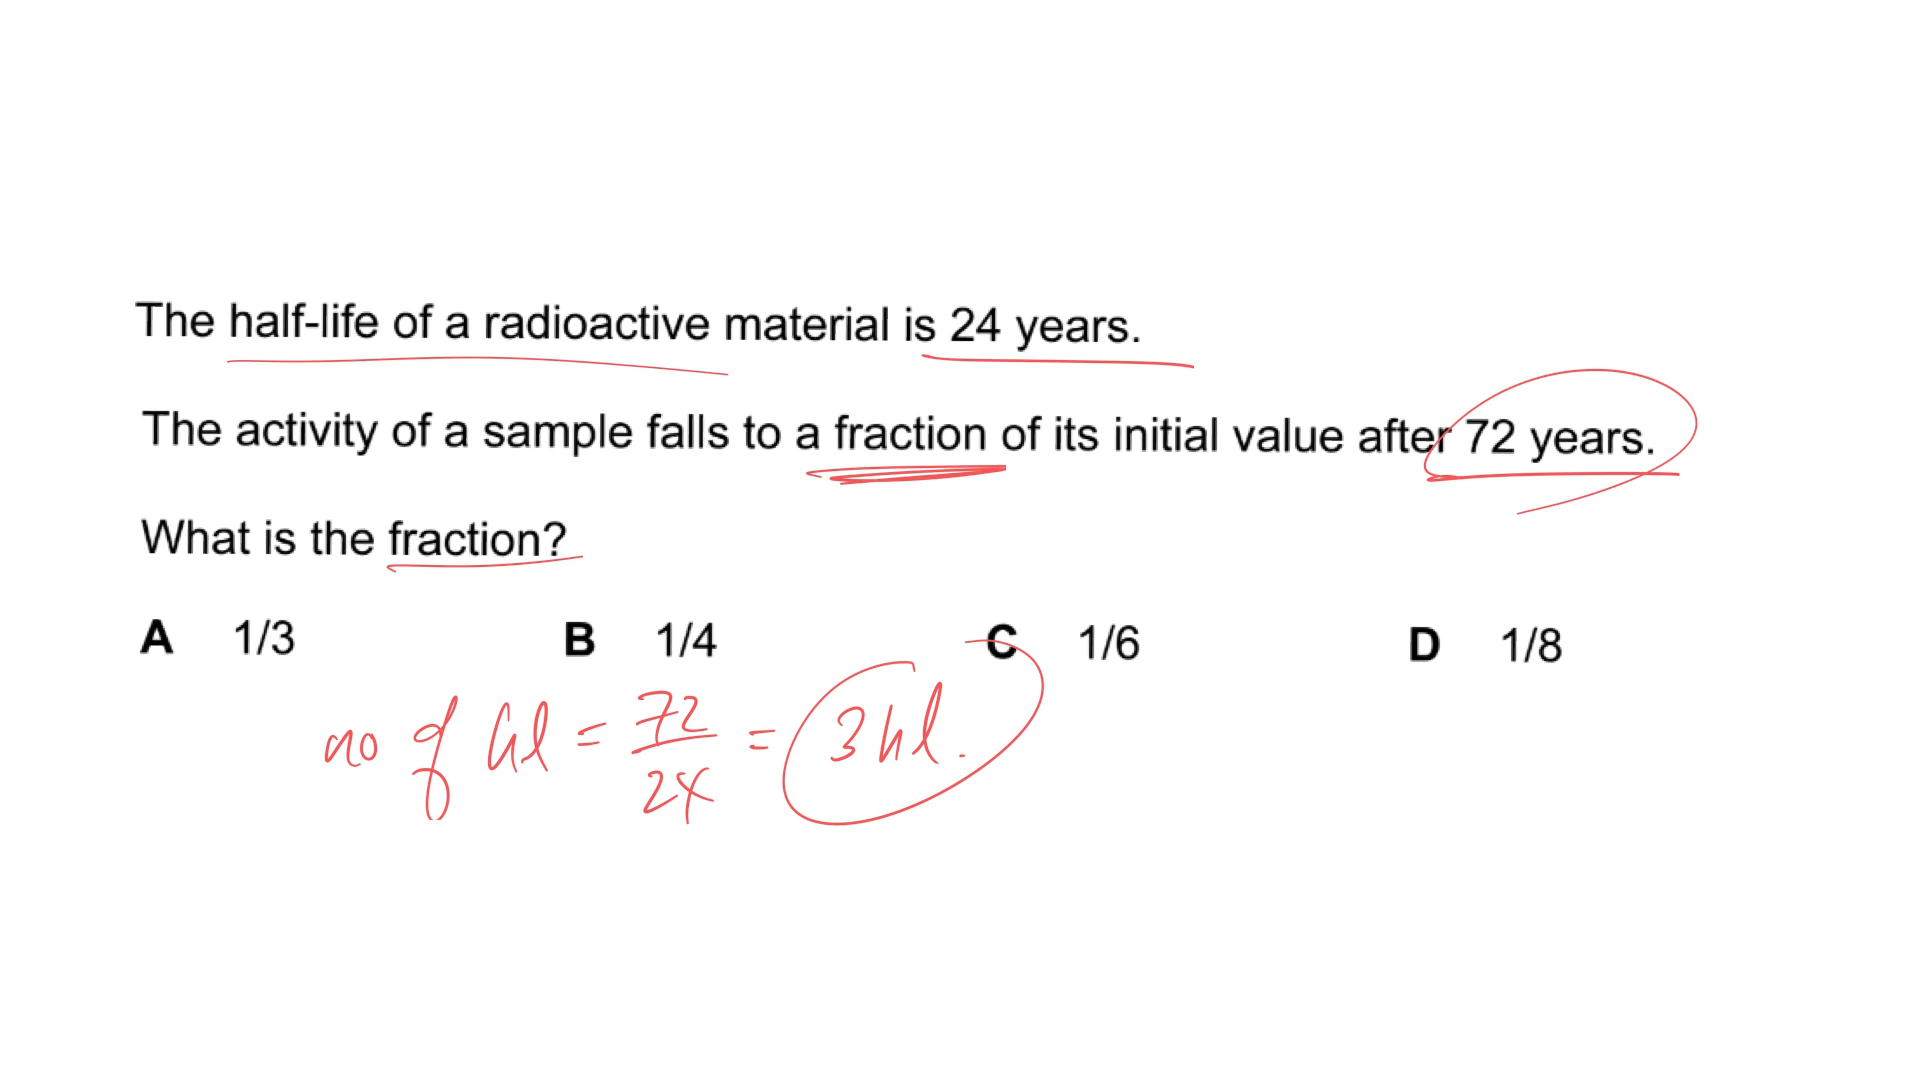 The half-life of a radioactive material is 24 years.
The activity of a sample falls to a fraction of its initial value after 72 years.
What is the fraction?
A 1/3 B 1/4 C 1/6 D 1/8
no of hl = 72/24 = 3 hl.